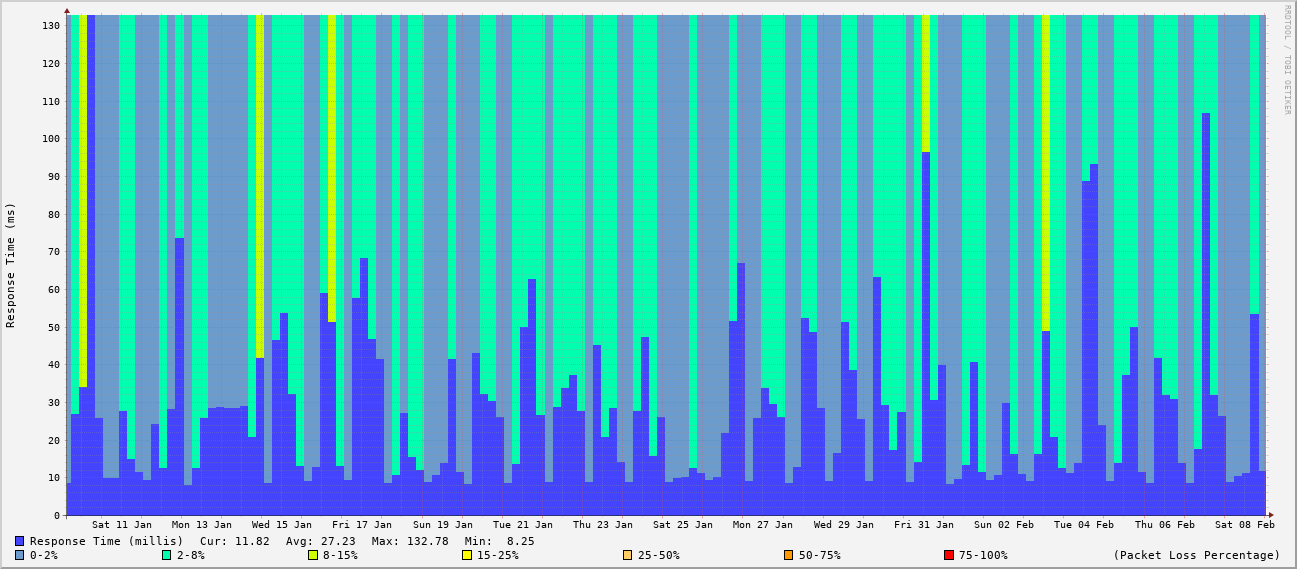 RRDTOOL / TOBI OETIKER
Response Time (ms)
130
120
110
100
90
80
70
60
50
40
30
20
10
0
Sat 11 Jan Mon 13 Jan Wed 15 Jan Fri 17 Jan Sun 19 Jan Tue 21 Jan Thu 23 Jan Sat 25 Jan Mon 27 Jan Wed 29 Jan Fri 31 Jan Sun 02 Feb Tue 04 Feb Thu 06 Feb Sat 08 Feb
Response Time (millis) Cur: 11.82 Avg: 27.23 Max: 132.78 Min: 8.25
0-2% 2-8% 8-15% 15-25% 25-50% 50-75% 75-100% (Packet Loss Percentage)